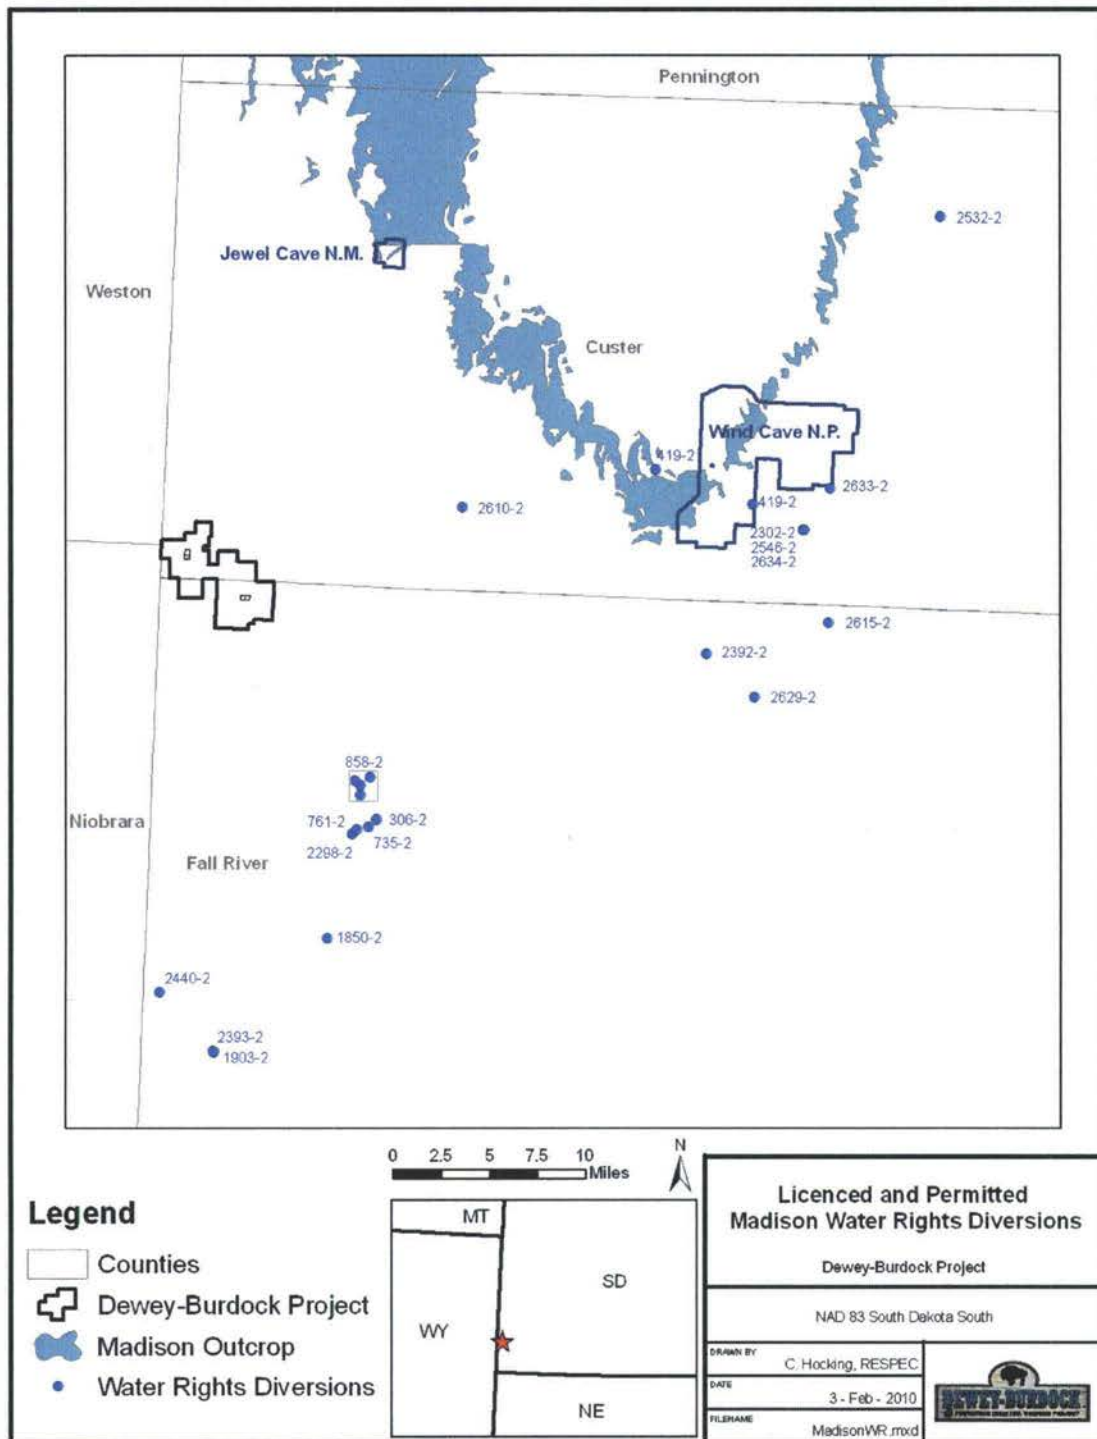 Pennington
2532-2
Jewel Cave N.M.
Weston
Custer
Wind Cave N.P.
419-2
2633-2
419-2
2610-2
2302-2
2546-2
2634-2
2615-2
2392-2
2629-2
858-2
761-2
306-2
735-2
2298-2
Niobrara
Fall River
1850-2
2440-2
2393-2
1903-2
0 2.5 5 7.5 10
Miles
N
Legend
Counties
Dewey-Burdock Project
Madison Outcrop
Water Rights Diversions
MT
SD
WY
NE
Licenced and Permitted
Madison Water Rights Diversions
Dewey-Burdock Project
NAD 83 South Dakota South
DRAWN BY
C. Hocking, RESPEC
DATE
3 - Feb - 2010
FILENAME
MadisonWR.mxd
DEWEY-BURDOCK